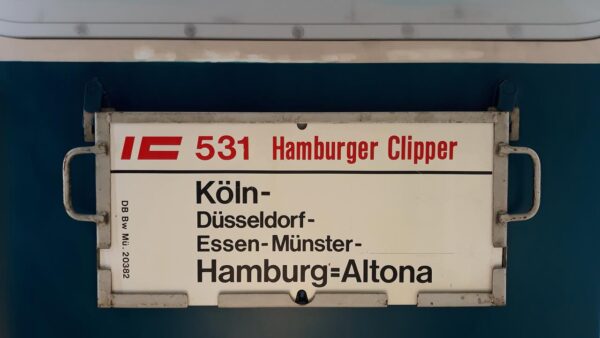 IC 531 Hamburger Clipper
Köln-
Düsseldorf-
Essen-Münster-
Hamburg=Altona
DB Bw Mü. 20382